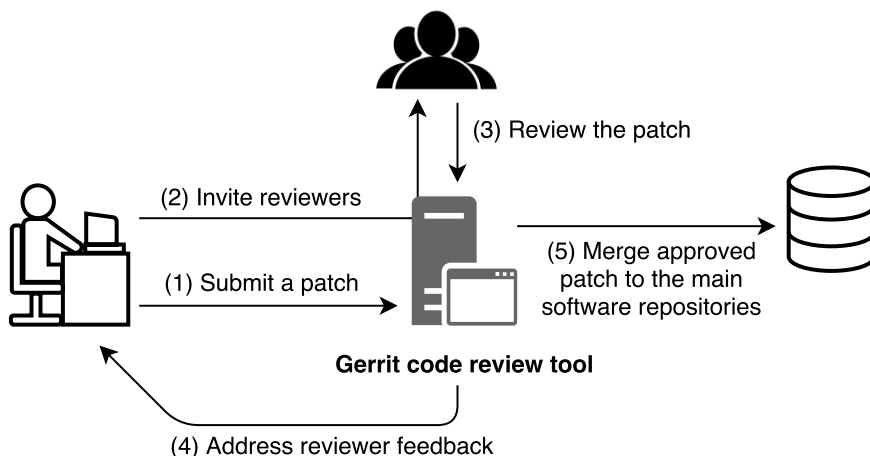 (3) Review the patch
(2) Invite reviewers
(1) Submit a patch
(5) Merge approved
patch to the main
software repositories
Gerrit code review tool
(4) Address reviewer feedback